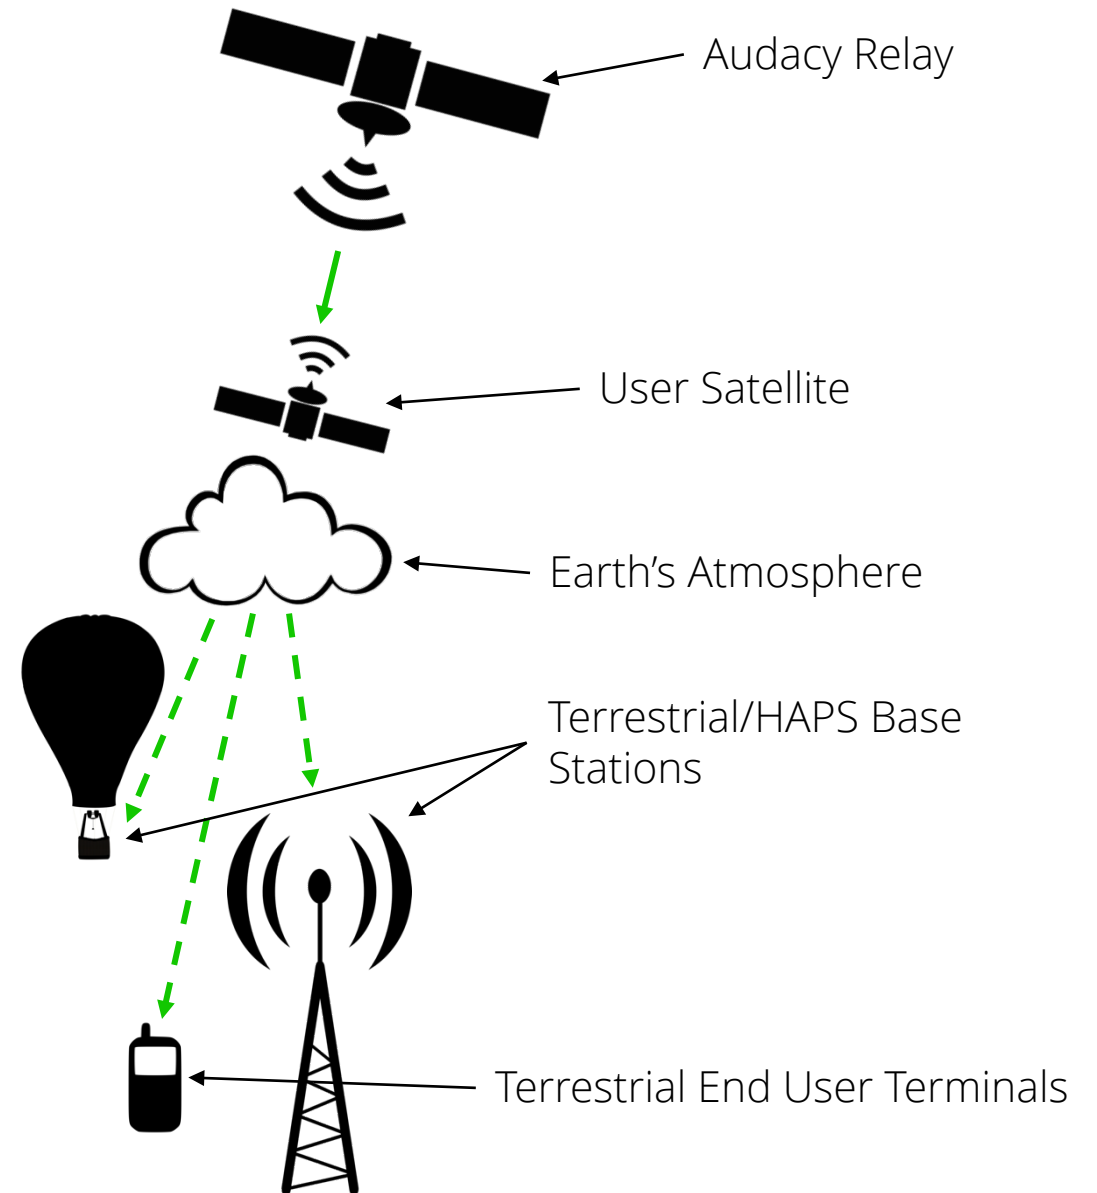 Audacy Relay
User Satellite
Earth’s Atmosphere
Terrestrial/HAPS Base
Stations
Terrestrial End User Terminals